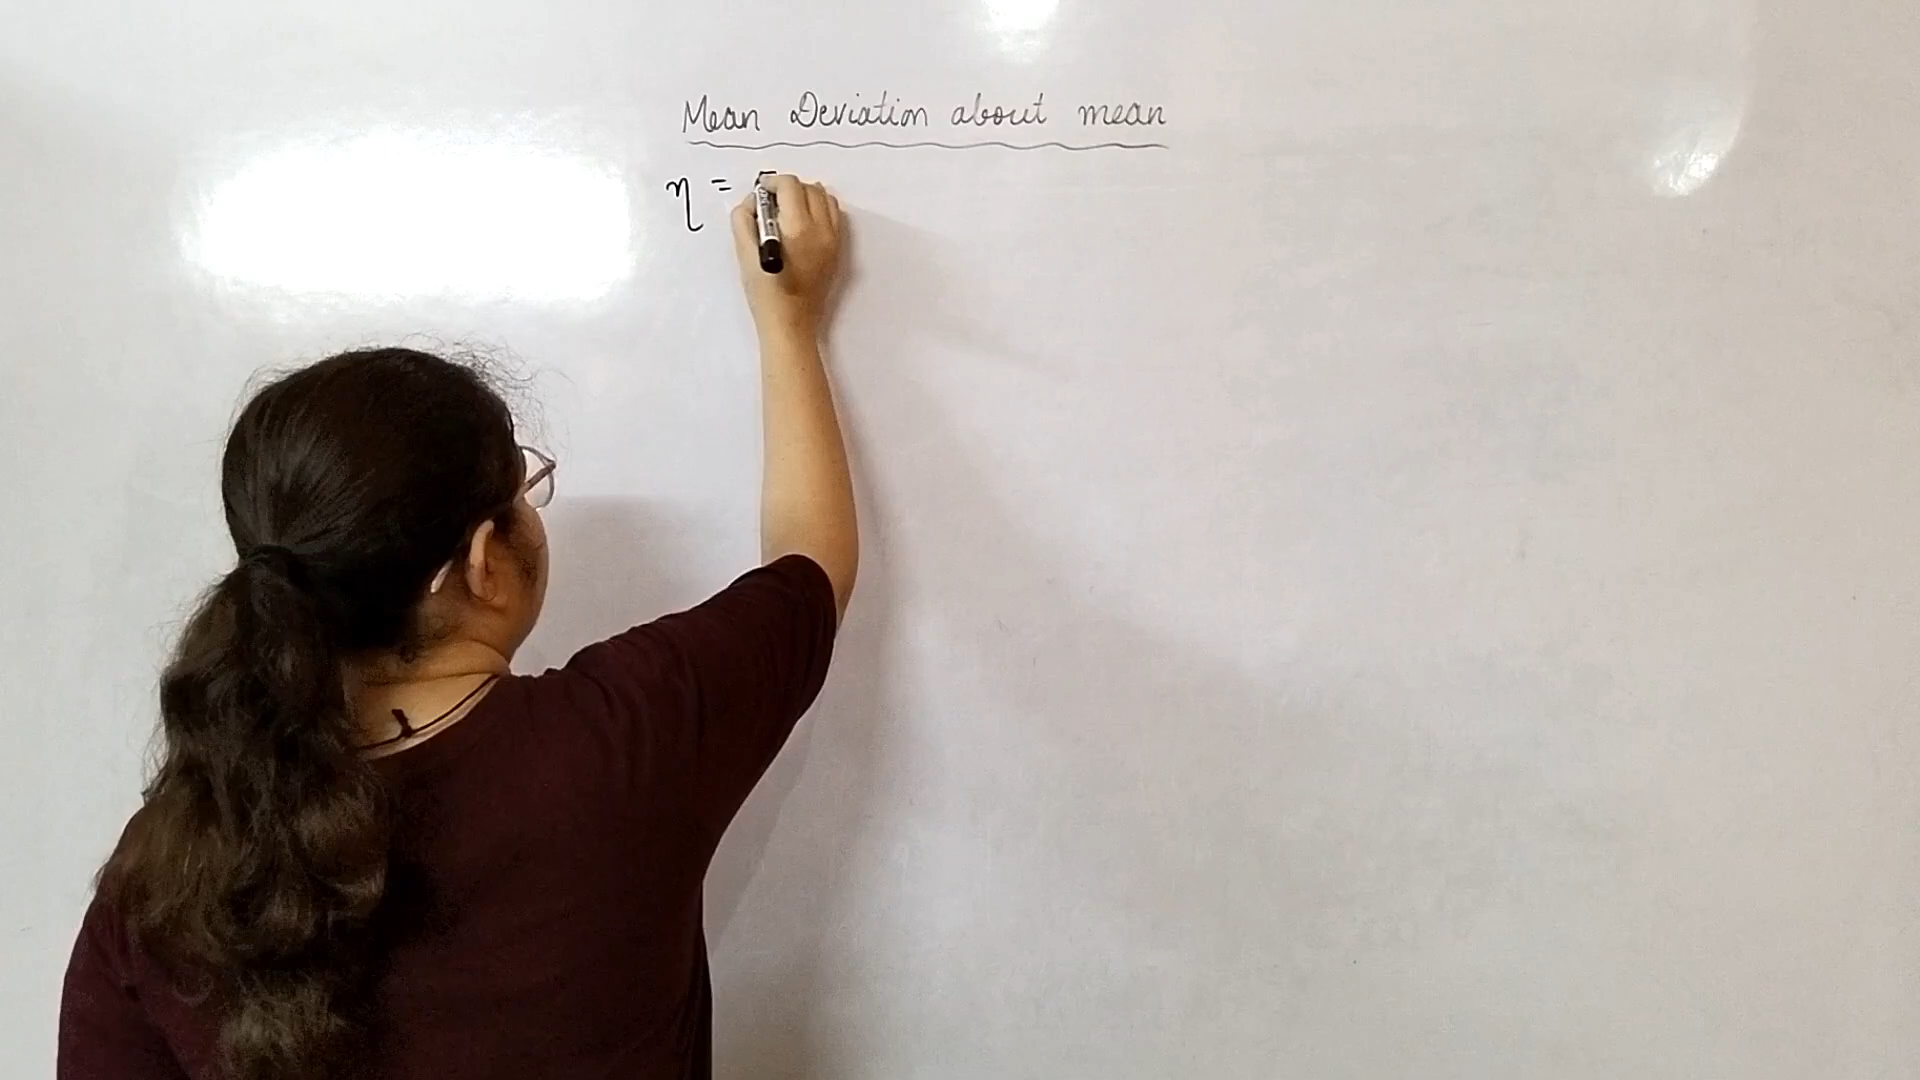 Mean Deviation about mean
η =